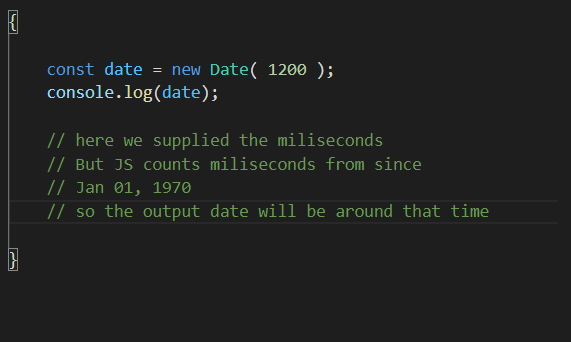 {
const date = new Date( 1200 );
console.log(date);
// here we supplied the miliseconds
// But JS counts miliseconds from since
// Jan 01, 1970
// so the output date will be around that time
}